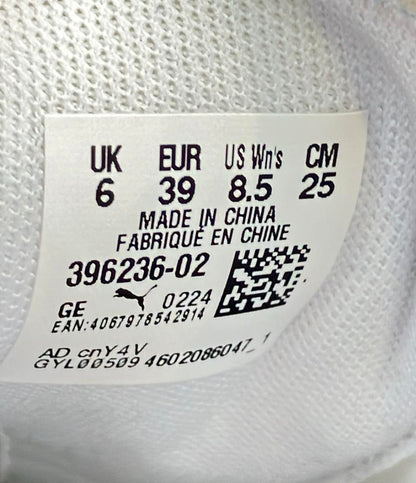 UK EUR US Wn's CM
6 39 8.5 25
MADE IN CHINA
FABRIQUÉ EN CHINE
396236-02
GE 0224
EAN:4067978542914
AD cnY4V
GYL00509 4602086047_1